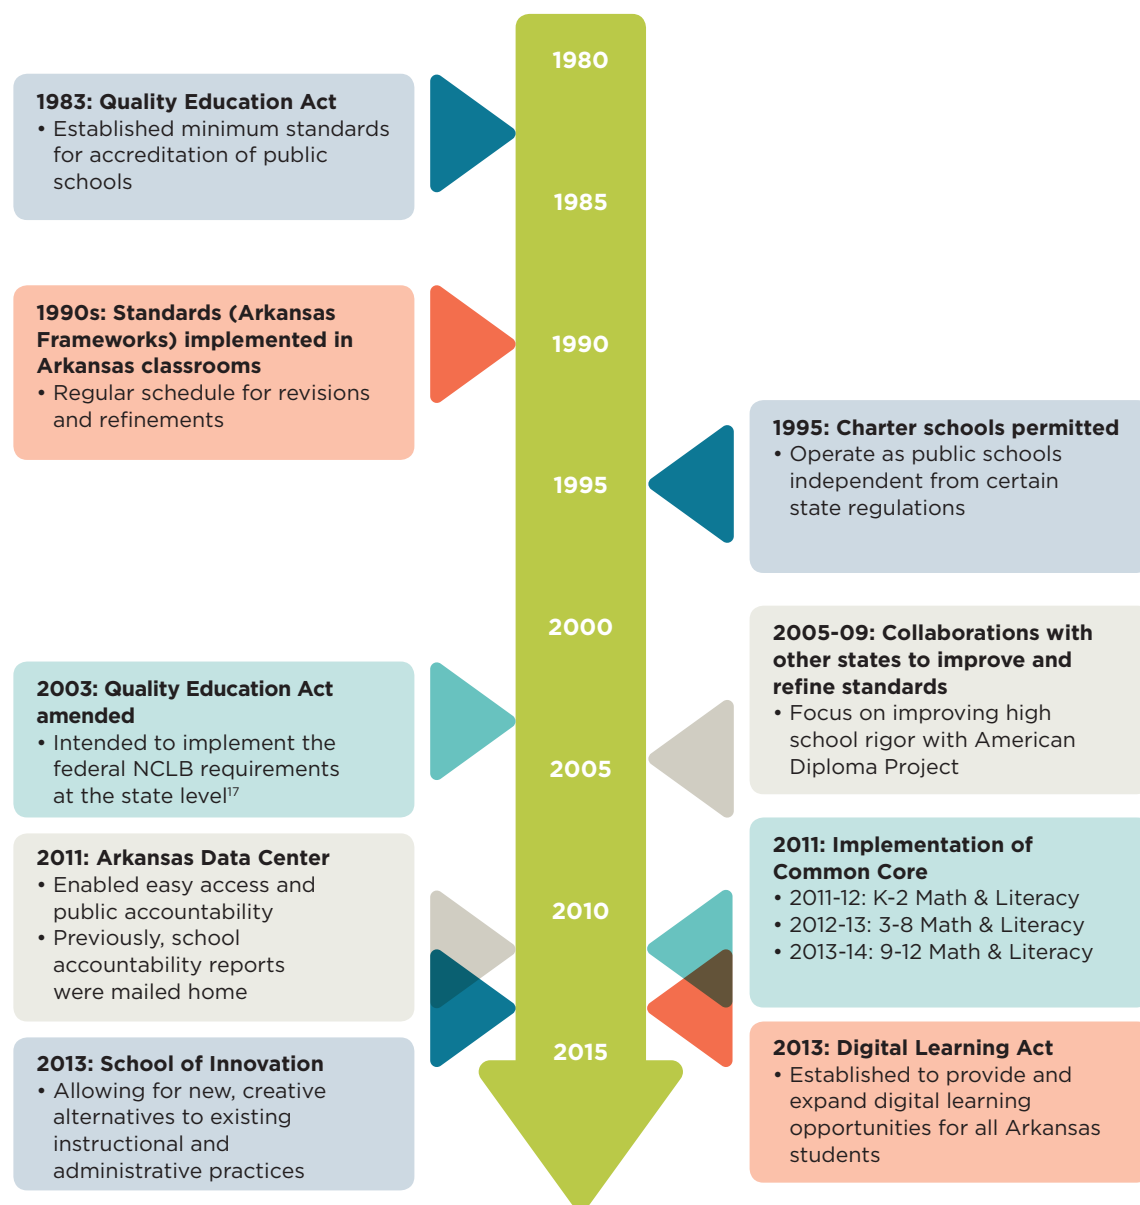 1980
1983: Quality Education Act
• Established minimum standards
for accreditation of public
schools
1985
1990s: Standards (Arkansas
Frameworks) implemented in
Arkansas classrooms
• Regular schedule for revisions
and refinements
1990
1995: Charter schools permitted
• Operate as public schools
independent from certain
state regulations
1995
2000
2005-09: Collaborations with
other states to improve and
refine standards
• Focus on improving high
school rigor with American
Diploma Project
2003: Quality Education Act
amended
• Intended to implement the
federal NCLB requirements
at the state level¹⁷
2005
2011: Arkansas Data Center
• Enabled easy access and
public accountability
• Previously, school
accountability reports
were mailed home
2010
2011: Implementation of
Common Core
• 2011-12: K-2 Math & Literacy
• 2012-13: 3-8 Math & Literacy
• 2013-14: 9-12 Math & Literacy
2013: School of Innovation
• Allowing for new, creative
alternatives to existing
instructional and
administrative practices
2015
2013: Digital Learning Act
• Established to provide and
expand digital learning
opportunities for all Arkansas
students